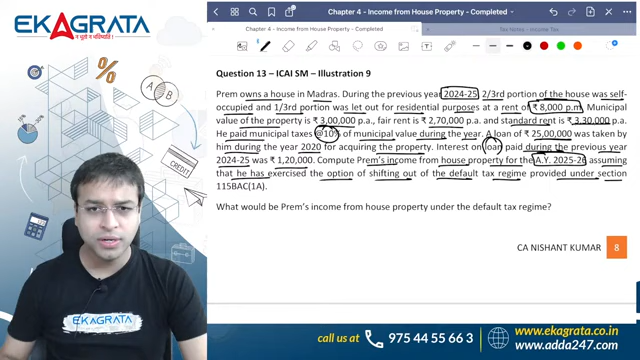 EKAGRATA
Chapter 4 – Income from House Property - Completed
Chapter 4 – Income from House Property - Completed
Tax Notes - Income Tax
Question 13 – ICAI SM – Illustration 9
Prem owns a house in Madras. During the previous year 2024-25 2/3rd portion of the house was self-
occupied and 1/3rd portion was let out for residential purposes at a rent of ₹ 8,000 p.m. Municipal
value of the property is ₹ 3,00,000 p.a., fair rent is ₹ 2,70,000 p.a. and standard rent is ₹ 3,30,000 p.a.
He paid municipal taxes @10% of municipal value during the year. A loan of ₹ 25,00,000 was taken by
him during the year 2020 for acquiring the property. Interest on loan paid during the previous year
2024-25 was ₹ 1,20,000. Compute Prem's income from house property for the A.Y. 2025-26 assuming
that he has exercised the option of shifting out of the default tax regime provided under section
115BAC(1A).
What would be Prem's income from house property under the default tax regime?
CA NISHANT KUMAR 8
%
A
B
CREDIT
EKAGRATA
call us at 975 44 55 66 3
www.ekagrata.co.in
www.adda247.com